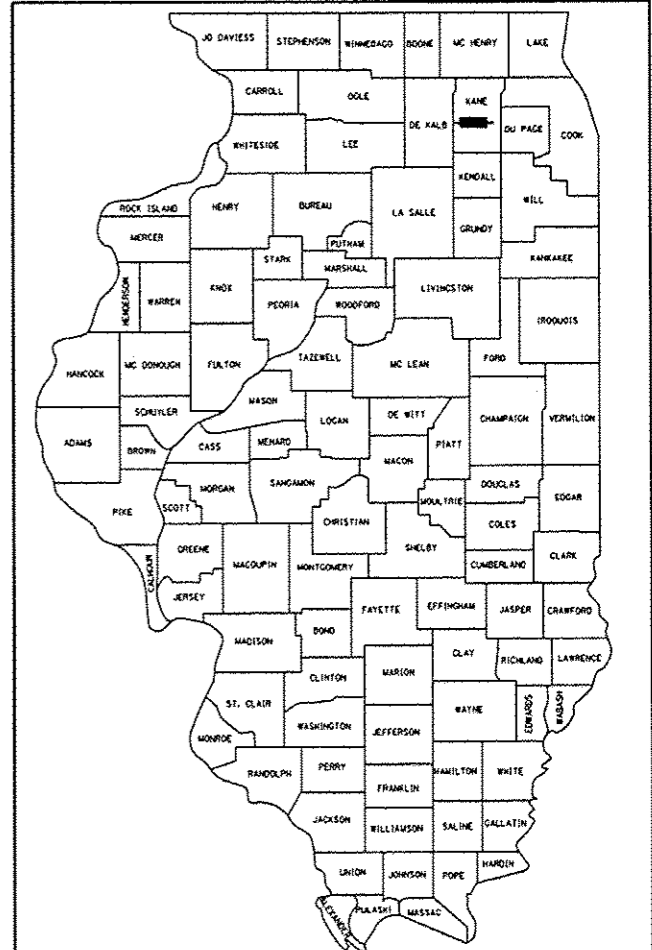 JO DAVIESS
STEPHENSON
WINNEBAGO
BOONE
MC HENRY
LAKE
CARROLL
OGLE
KANE
DE KALB
DU PAGE
COOK
WHITESIDE
LEE
KENDALL
WILL
ROCK ISLAND
HENRY
BUREAU
LA SALLE
GRUNDY
MERCER
PUTNAM
STARK
MARSHALL
KANKAKEE
HENDERSON
WARREN
KNOX
PEORIA
WOODFORD
LIVINGSTON
IROQUOIS
HANCOCK
MC DONOUGH
FULTON
TAZEWELL
MC LEAN
FORD
MASON
SCHUYLER
LOGAN
DE WITT
CHAMPAIGN
VERMILION
ADAMS
BROWN
CASS
MENARD
MACON
PIATT
PIKE
SCOTT
MORGAN
SANGAMON
CHRISTIAN
MOULTRIE
DOUGLAS
EDGAR
COLES
CALHOUN
GREENE
MACOUPIN
MONTGOMERY
SHELBY
CUMBERLAND
CLARK
JERSEY
FAYETTE
EFFINGHAM
JASPER
CRAWFORD
MADISON
BOND
CLAY
RICHLAND
LAWRENCE
CLINTON
MARION
ST. CLAIR
WAYNE
EDWARDS
WABASH
WASHINGTON
MONROE
JEFFERSON
RANDOLPH
PERRY
HAMILTON
WHITE
FRANKLIN
JACKSON
WILLIAMSON
SALINE
GALLATIN
UNION
JOHNSON
POPE
HARDIN
ALEXANDER
PULASKI
MASSAC